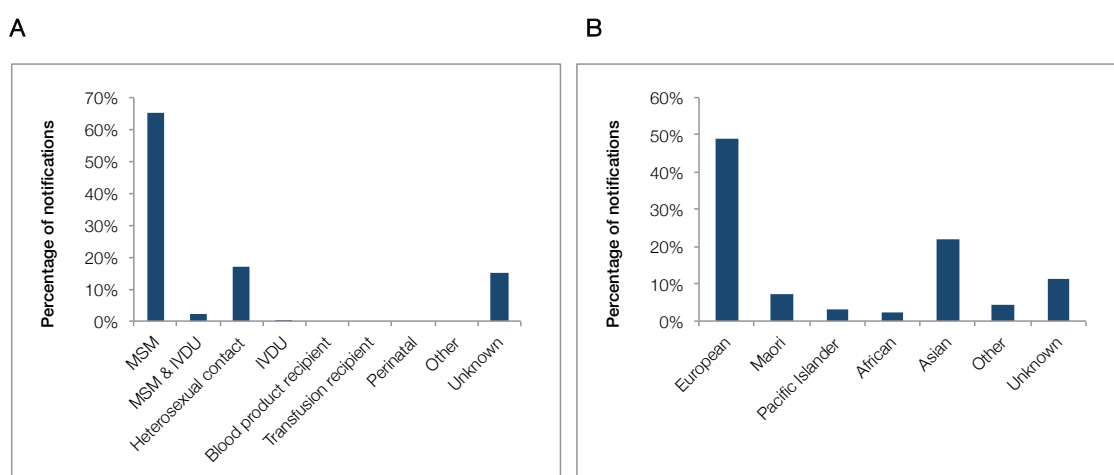 A
B
Percentage of notifications
70%
60%
50%
40%
30%
20%
10%
0%
MSM
MSM & IVDU
Heterosexual contact
IVDU
Blood product recipient
Transfusion recipient
Perinatal
Other
Unknown
Percentage of notifications
60%
50%
40%
30%
20%
10%
0%
European
Maori
Pacific Islander
African
Asian
Other
Unknown